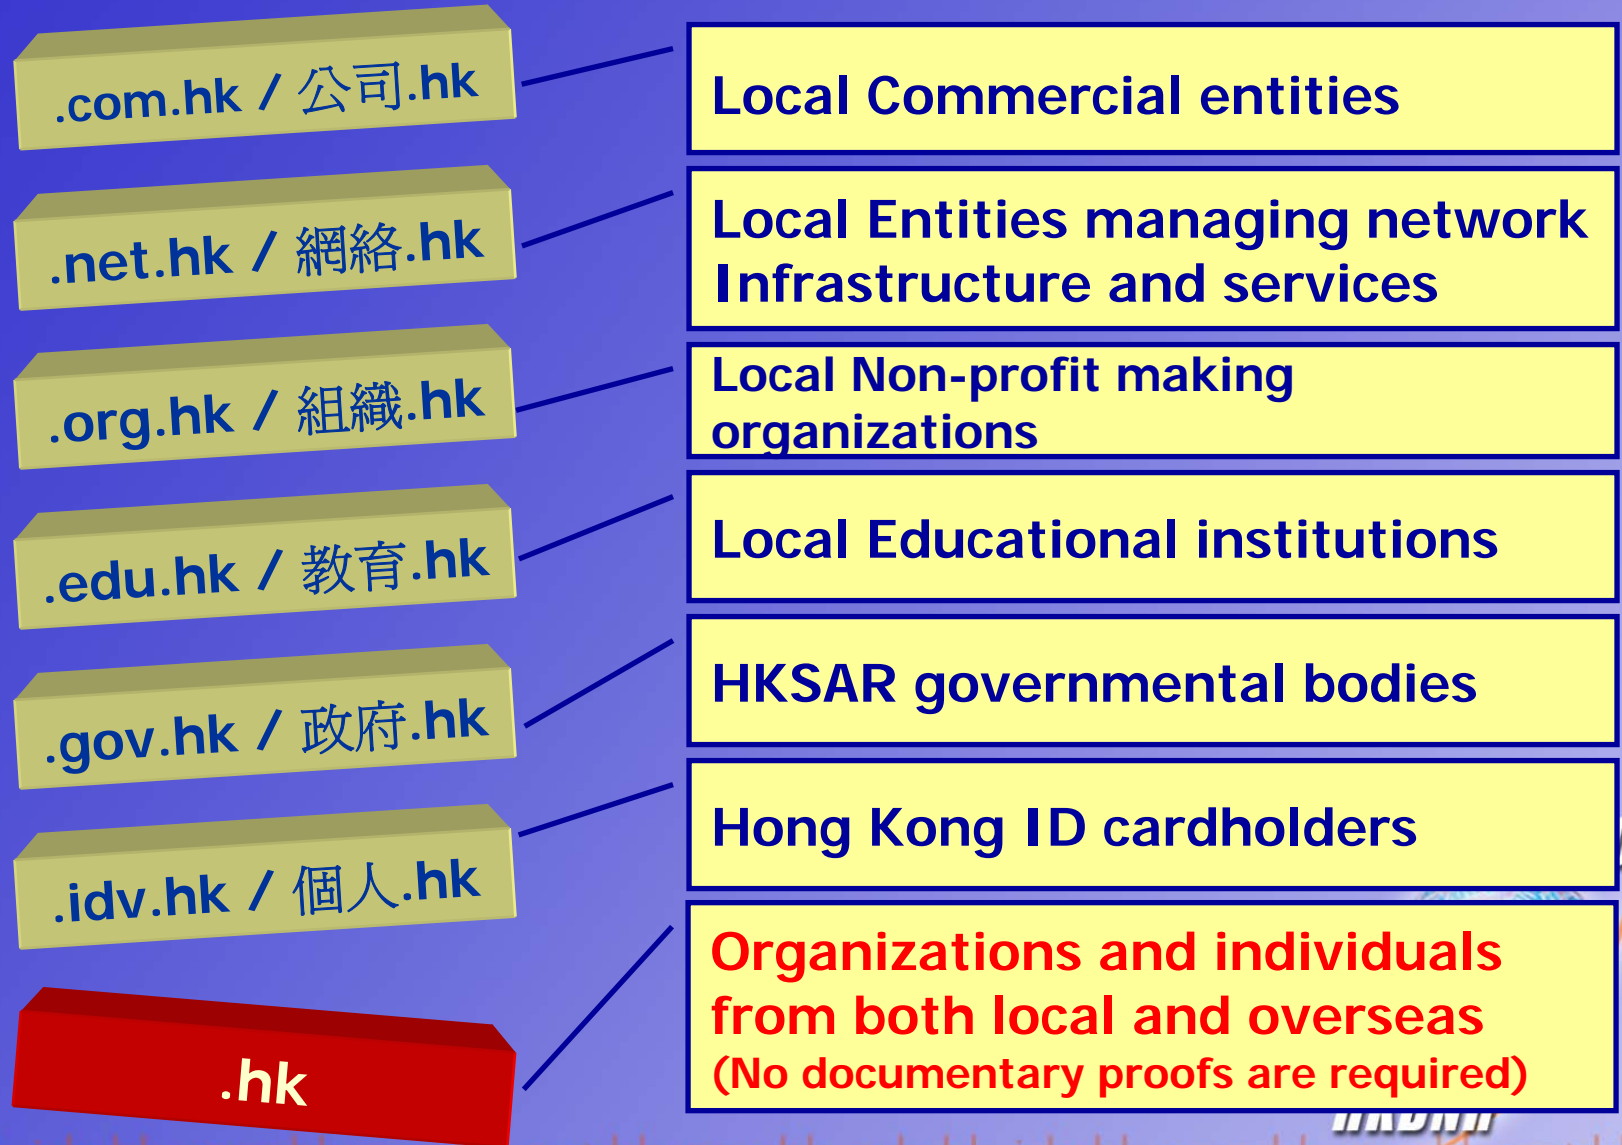 .com.hk / 公司.hk
Local Commercial entities
.net.hk / 網絡.hk
Local Entities managing network
Infrastructure and services
.org.hk / 組織.hk
Local Non-profit making
organizations
.edu.hk / 教育.hk
Local Educational institutions
.gov.hk / 政府.hk
HKSAR governmental bodies
.idv.hk / 個人.hk
Hong Kong ID cardholders
.hk
Organizations and individuals
from both local and overseas
(No documentary proofs are required)